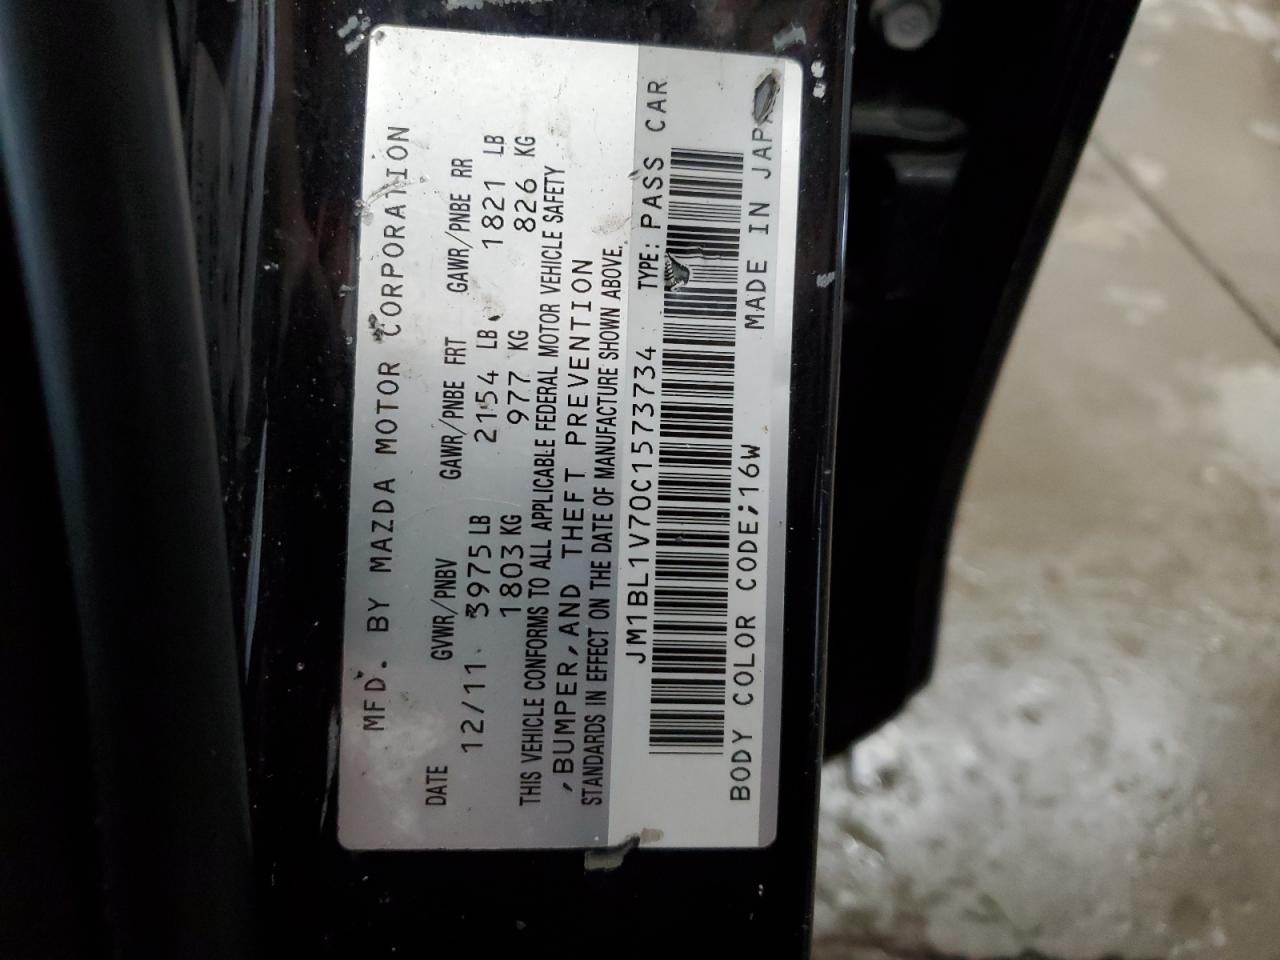 MFD. BY MAZDA MOTOR CORPORATION
DATE GVWR/PNBV GAWR/PNBE FRT GAWR/PNBE RR
12/11 3975 LB 2154 LB 1821 LB
1803 KG 977 KG 826 KG
THIS VEHICLE CONFORMS TO ALL APPLICABLE FEDERAL MOTOR VEHICLE SAFETY
,BUMPER,AND THEFT PREVENTION
STANDARDS IN EFFECT ON THE DATE OF MANUFACTURE SHOWN ABOVE.
JM1BL1V70C1573734 TYPE: PASS CAR
BODY COLOR CODE;16W MADE IN